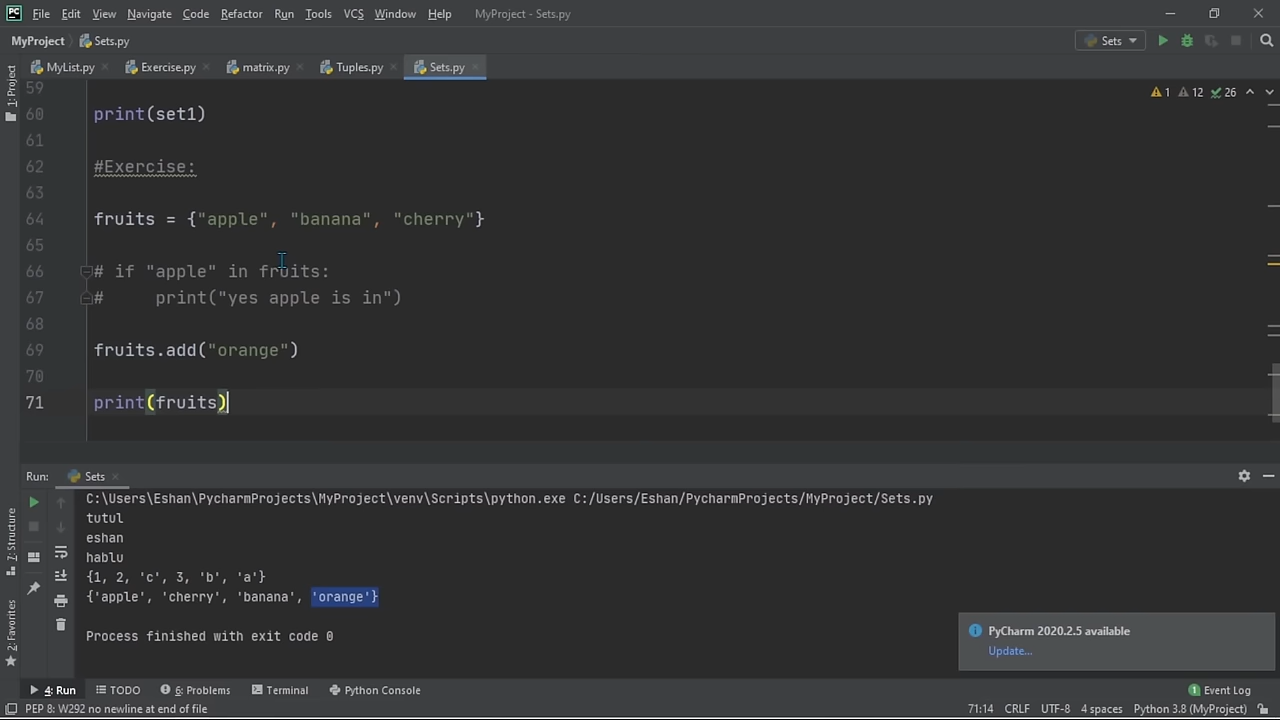 PC File Edit View Navigate Code Refactor Run Tools VCS Window Help MyProject - Sets.py
MyProject Sets.py Sets
MyList.py Exercise.py matrix.py Tuples.py Sets.py
1: Project
59
60 print(set1) 1 12 26
61
62 #Exercise:
63
64 fruits = {"apple", "banana", "cherry"}
65
66 # if "apple" in fruits:
67 #     print("yes apple is in")
68
69 fruits.add("orange")
70
71 print(fruits)
Run: Sets
C:\Users\Eshan\PycharmProjects\MyProject\venv\Scripts\python.exe C:/Users/Eshan/PycharmProjects/MyProject/Sets.py
tutul
eshan
hablu
{1, 2, 'c', 3, 'b', 'a'}
{'apple', 'cherry', 'banana', 'orange'}
Process finished with exit code 0
Z: Structure
2: Favorites
PyCharm 2020.2.5 available
Update...
4: Run TODO 6: Problems Terminal Python Console 1 Event Log
PEP 8: W292 no newline at end of file 71:14 CRLF UTF-8 4 spaces Python 3.8 (MyProject)